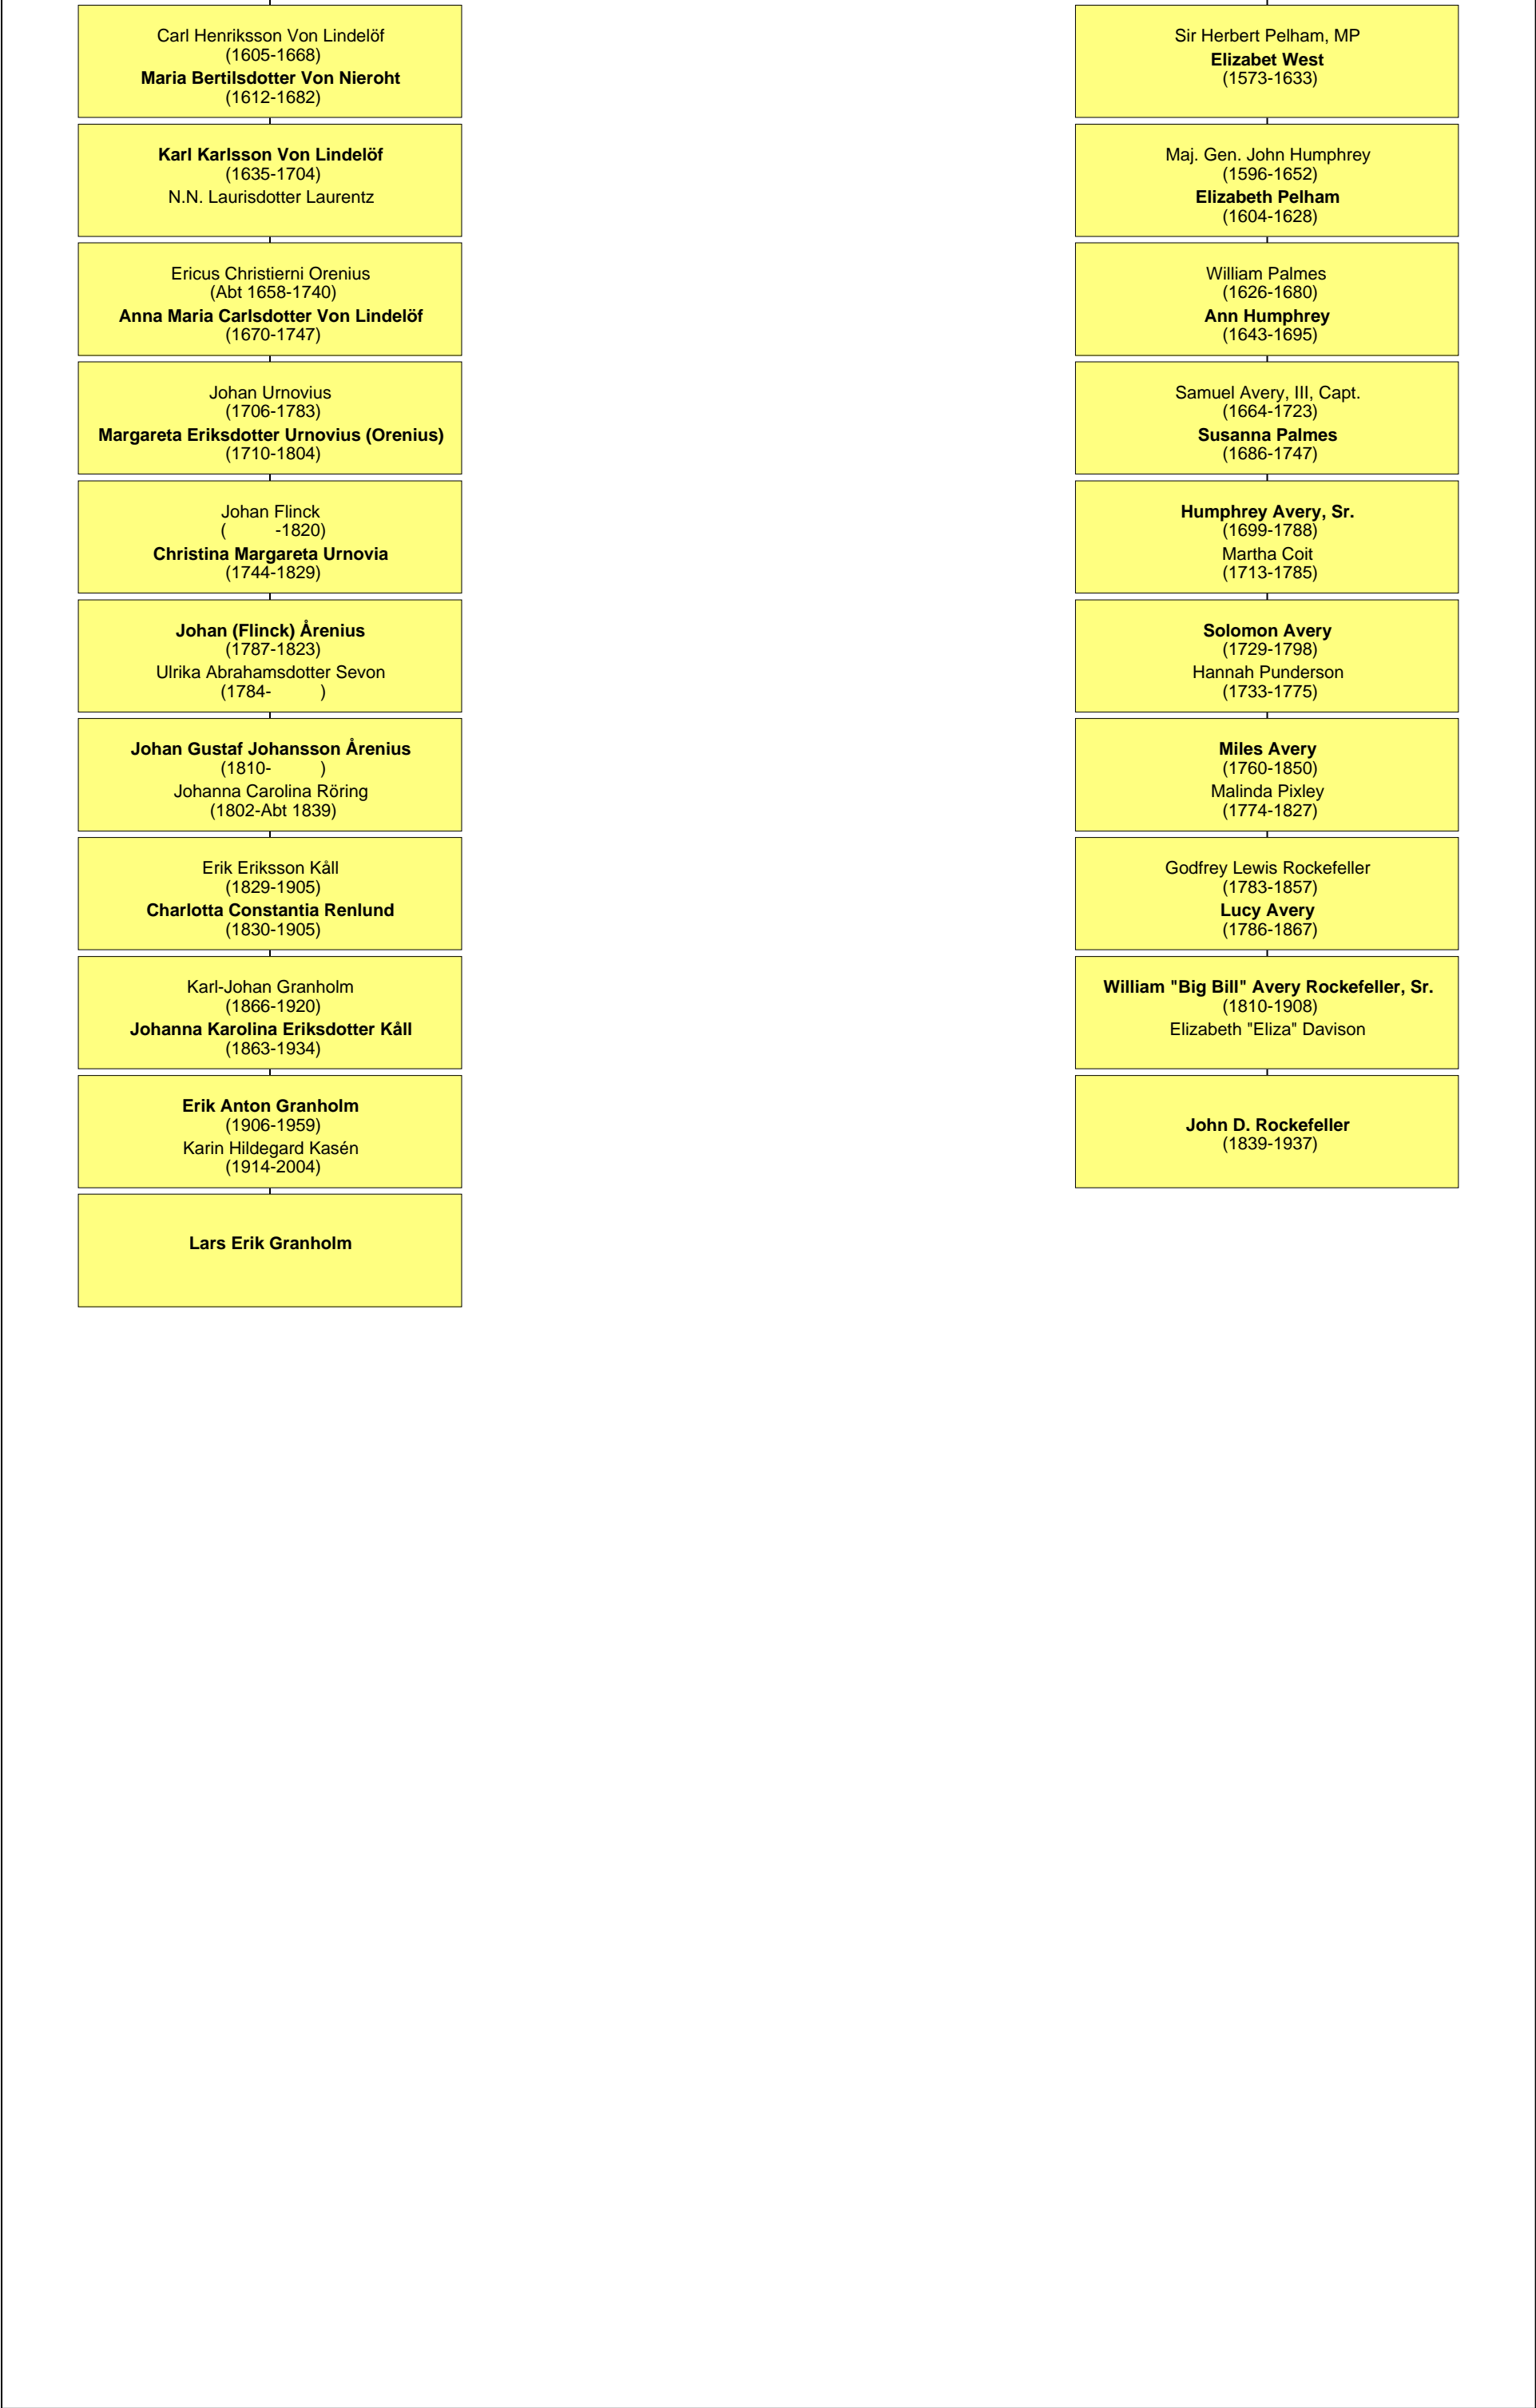 Carl Henriksson Von Lindelöf
(1605-1668)
Maria Bertilsdotter Von Nieroht
(1612-1682)
Karl Karlsson Von Lindelöf
(1635-1704)
N.N. Laurisdotter Laurentz
Ericus Christierni Orenius
(Abt 1658-1740)
Anna Maria Carlsdotter Von Lindelöf
(1670-1747)
Johan Urnovius
(1706-1783)
Margareta Eriksdotter Urnovius (Orenius)
(1710-1804)
Johan Flinck
( -1820)
Christina Margareta Urnovia
(1744-1829)
Johan (Flinck) Årenius
(1787-1823)
Ulrika Abrahamsdotter Sevon
(1784- )
Johan Gustaf Johansson Årenius
(1810- )
Johanna Carolina Röring
(1802-Abt 1839)
Erik Eriksson Kåll
(1829-1905)
Charlotta Constantia Renlund
(1830-1905)
Karl-Johan Granholm
(1866-1920)
Johanna Karolina Eriksdotter Kåll
(1863-1934)
Erik Anton Granholm
(1906-1959)
Karin Hildegard Kasén
(1914-2004)
Lars Erik Granholm
Sir Herbert Pelham, MP
Elizabet West
(1573-1633)
Maj. Gen. John Humphrey
(1596-1652)
Elizabeth Pelham
(1604-1628)
William Palmes
(1626-1680)
Ann Humphrey
(1643-1695)
Samuel Avery, III, Capt.
(1664-1723)
Susanna Palmes
(1686-1747)
Humphrey Avery, Sr.
(1699-1788)
Martha Coit
(1713-1785)
Solomon Avery
(1729-1798)
Hannah Punderson
(1733-1775)
Miles Avery
(1760-1850)
Malinda Pixley
(1774-1827)
Godfrey Lewis Rockefeller
(1783-1857)
Lucy Avery
(1786-1867)
William "Big Bill" Avery Rockefeller, Sr.
(1810-1908)
Elizabeth "Eliza" Davison
John D. Rockefeller
(1839-1937)